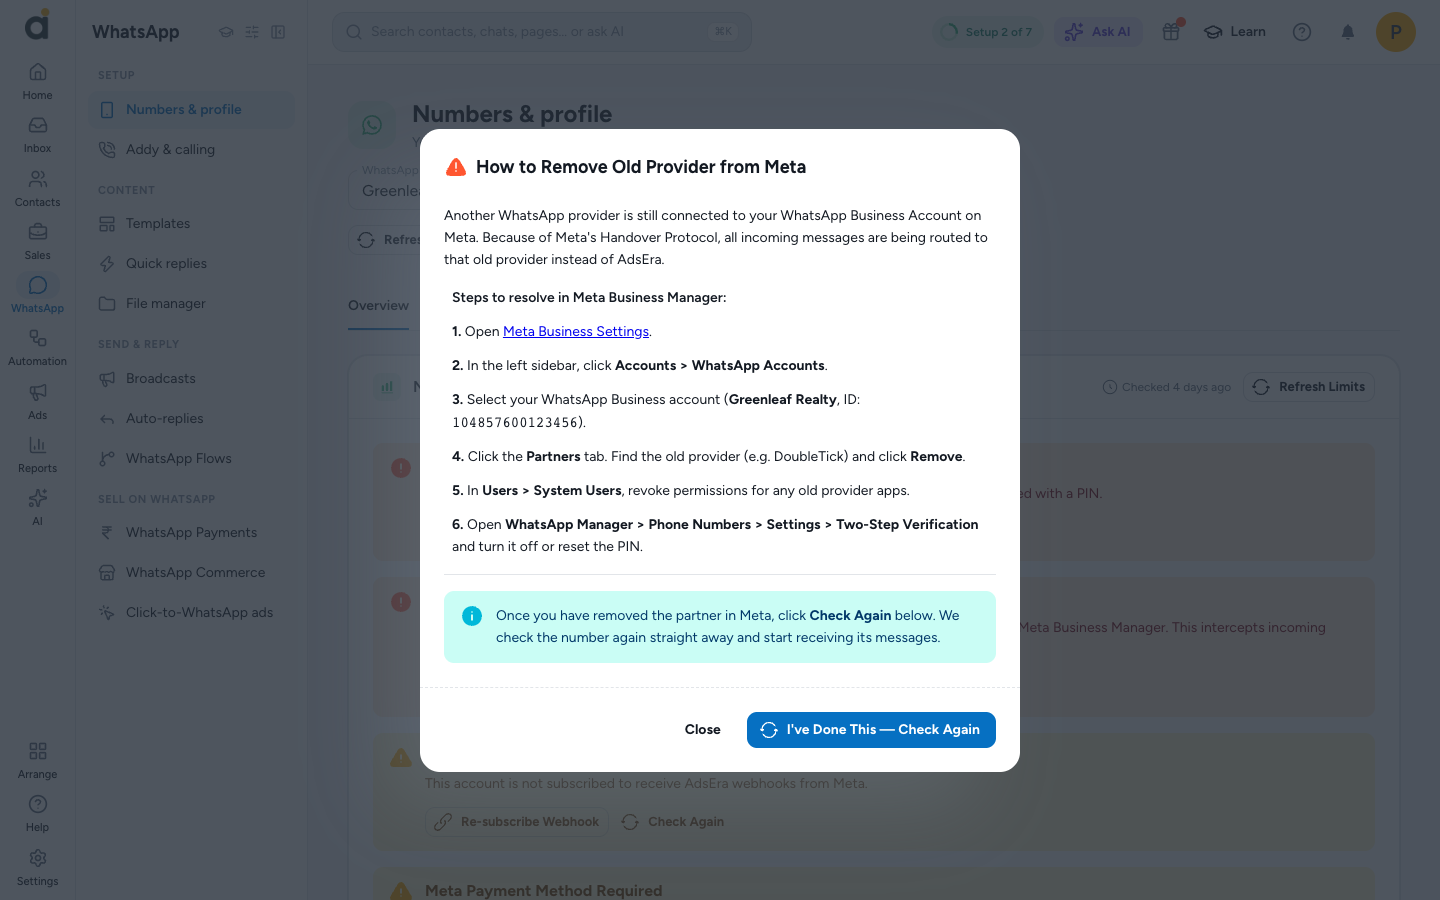 WhatsApp
Search contacts, chats, pages... or ask AI
⌘K
Setup 2 of 7
Ask AI
Learn
P
Home
Inbox
Contacts
Sales
WhatsApp
Automation
Ads
Reports
AI
Arrange
Help
Settings
SETUP
Numbers & profile
Addy & calling
CONTENT
Templates
Quick replies
File manager
SEND & REPLY
Broadcasts
Auto-replies
WhatsApp Flows
SELL ON WHATSAPP
WhatsApp Payments
WhatsApp Commerce
Click-to-WhatsApp ads
Numbers & profile
WhatsApp
Overview
Checked 4 days ago
Refresh Limits
with a PIN.
Meta Business Manager. This intercepts incoming
How to Remove Old Provider from Meta
Another WhatsApp provider is still connected to your WhatsApp Business Account on
Meta. Because of Meta's Handover Protocol, all incoming messages are being routed to
that old provider instead of AdsEra.
Steps to resolve in Meta Business Manager:
1. Open Meta Business Settings.
2. In the left sidebar, click Accounts > WhatsApp Accounts.
3. Select your WhatsApp Business account (Greenleaf Realty, ID:
104857600123456).
4. Click the Partners tab. Find the old provider (e.g. DoubleTick) and click Remove.
5. In Users > System Users, revoke permissions for any old provider apps.
6. Open WhatsApp Manager > Phone Numbers > Settings > Two-Step Verification
and turn it off or reset the PIN.
Once you have removed the partner in Meta, click Check Again below. We
check the number again straight away and start receiving its messages.
Close
I've Done This — Check Again
This account is not subscribed to receive AdsEra webhooks from Meta.
Re-subscribe Webhook
Check Again
Meta Payment Method Required